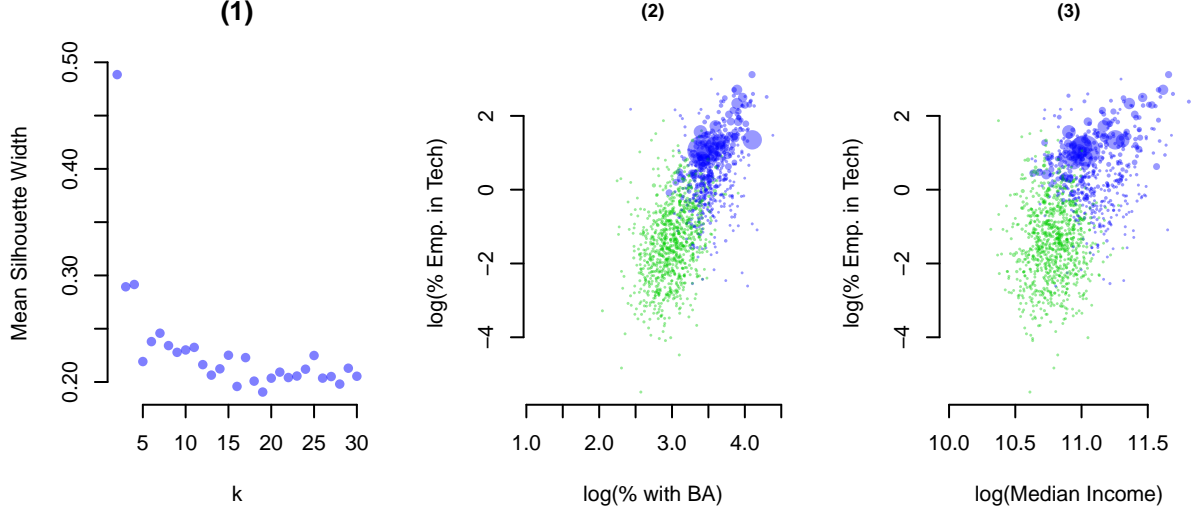 (1)
Mean Silhouette Width
0.50
0.40
0.30
0.20
5 10 15 20 25 30
k
(2)
log(% Emp. in Tech)
2
0
−2
−4
1.0 2.0 3.0 4.0
log(% with BA)
(3)
log(% Emp. in Tech)
2
0
−2
−4
10.0 10.5 11.0 11.5
log(Median Income)